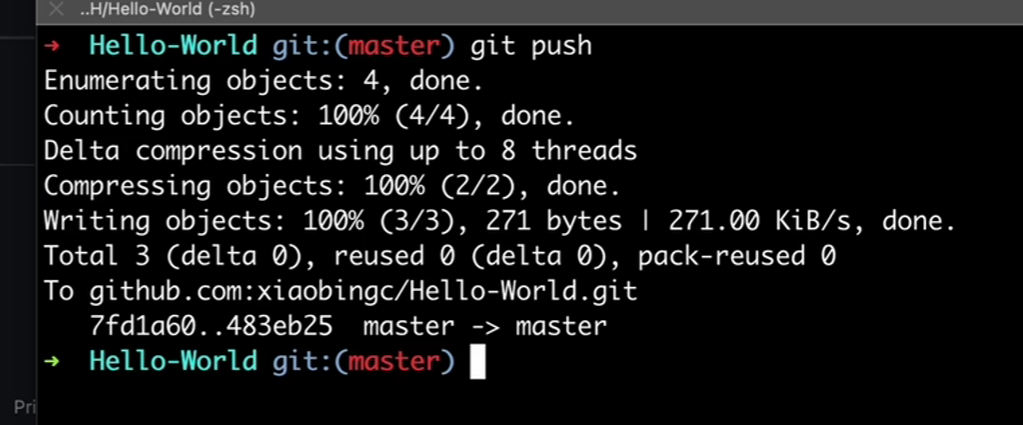 ..H/Hello-World (-zsh)
➜ Hello-World git:(master) git push
Enumerating objects: 4, done.
Counting objects: 100% (4/4), done.
Delta compression using up to 8 threads
Compressing objects: 100% (2/2), done.
Writing objects: 100% (3/3), 271 bytes | 271.00 KiB/s, done.
Total 3 (delta 0), reused 0 (delta 0), pack-reused 0
To github.com:xiaobingc/Hello-World.git
   7fd1a60..483eb25  master -> master
➜ Hello-World git:(master)
Pri